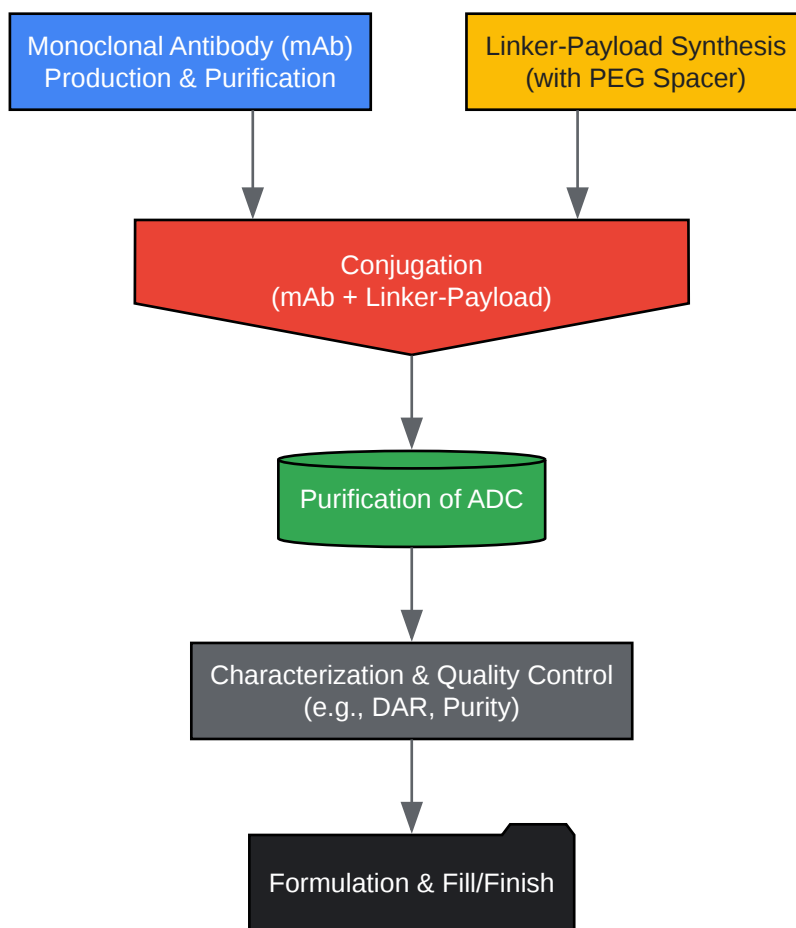 Monoclonal Antibody (mAb)
Production & Purification
Linker-Payload Synthesis
(with PEG Spacer)
Conjugation
(mAb + Linker-Payload)
Purification of ADC
Characterization & Quality Control
(e.g., DAR, Purity)
Formulation & Fill/Finish